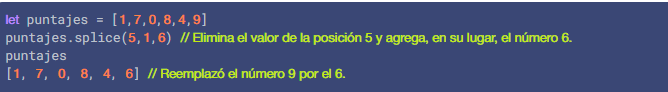 let puntajes = [1,7,0,8,4,9]
puntajes.splice(5,1,6) // Elimina el valor de la posición 5 y agrega, en su lugar, el número 6.
puntajes
[1, 7, 0, 8, 4, 6] // Reemplazó el número 9 por el 6.